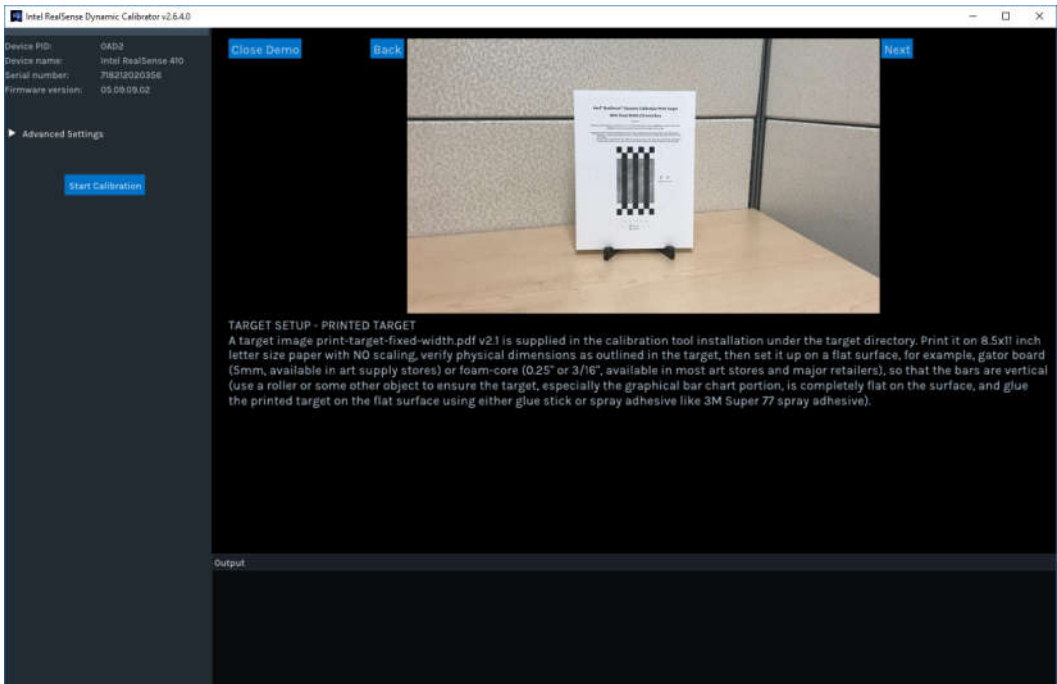 Intel RealSense Dynamic Calibrator v2.6.4.0
Device PID: 0AD2
Device name: Intel RealSense 410
Serial number: 718212020356
Firmware version: 05.09.09.02
Advanced Settings
Start Calibration
Close Demo
Back
Next
TARGET SETUP - PRINTED TARGET
A target image print-target-fixed-width.pdf v2.1 is supplied in the calibration tool installation under the target directory. Print it on 8.5x11 inch
letter size paper with NO scaling, verify physical dimensions as outlined in the target, then set it up on a flat surface, for example, gator board
(5mm, available in art supply stores) or foam-core (0.25" or 3/16", available in most art stores and major retailers), so that the bars are vertical
(use a roller or some other object to ensure the target, especially the graphical bar chart portion, is completely flat on the surface, and glue
the printed target on the flat surface using either glue stick or spray adhesive like 3M Super 77 spray adhesive).
Output